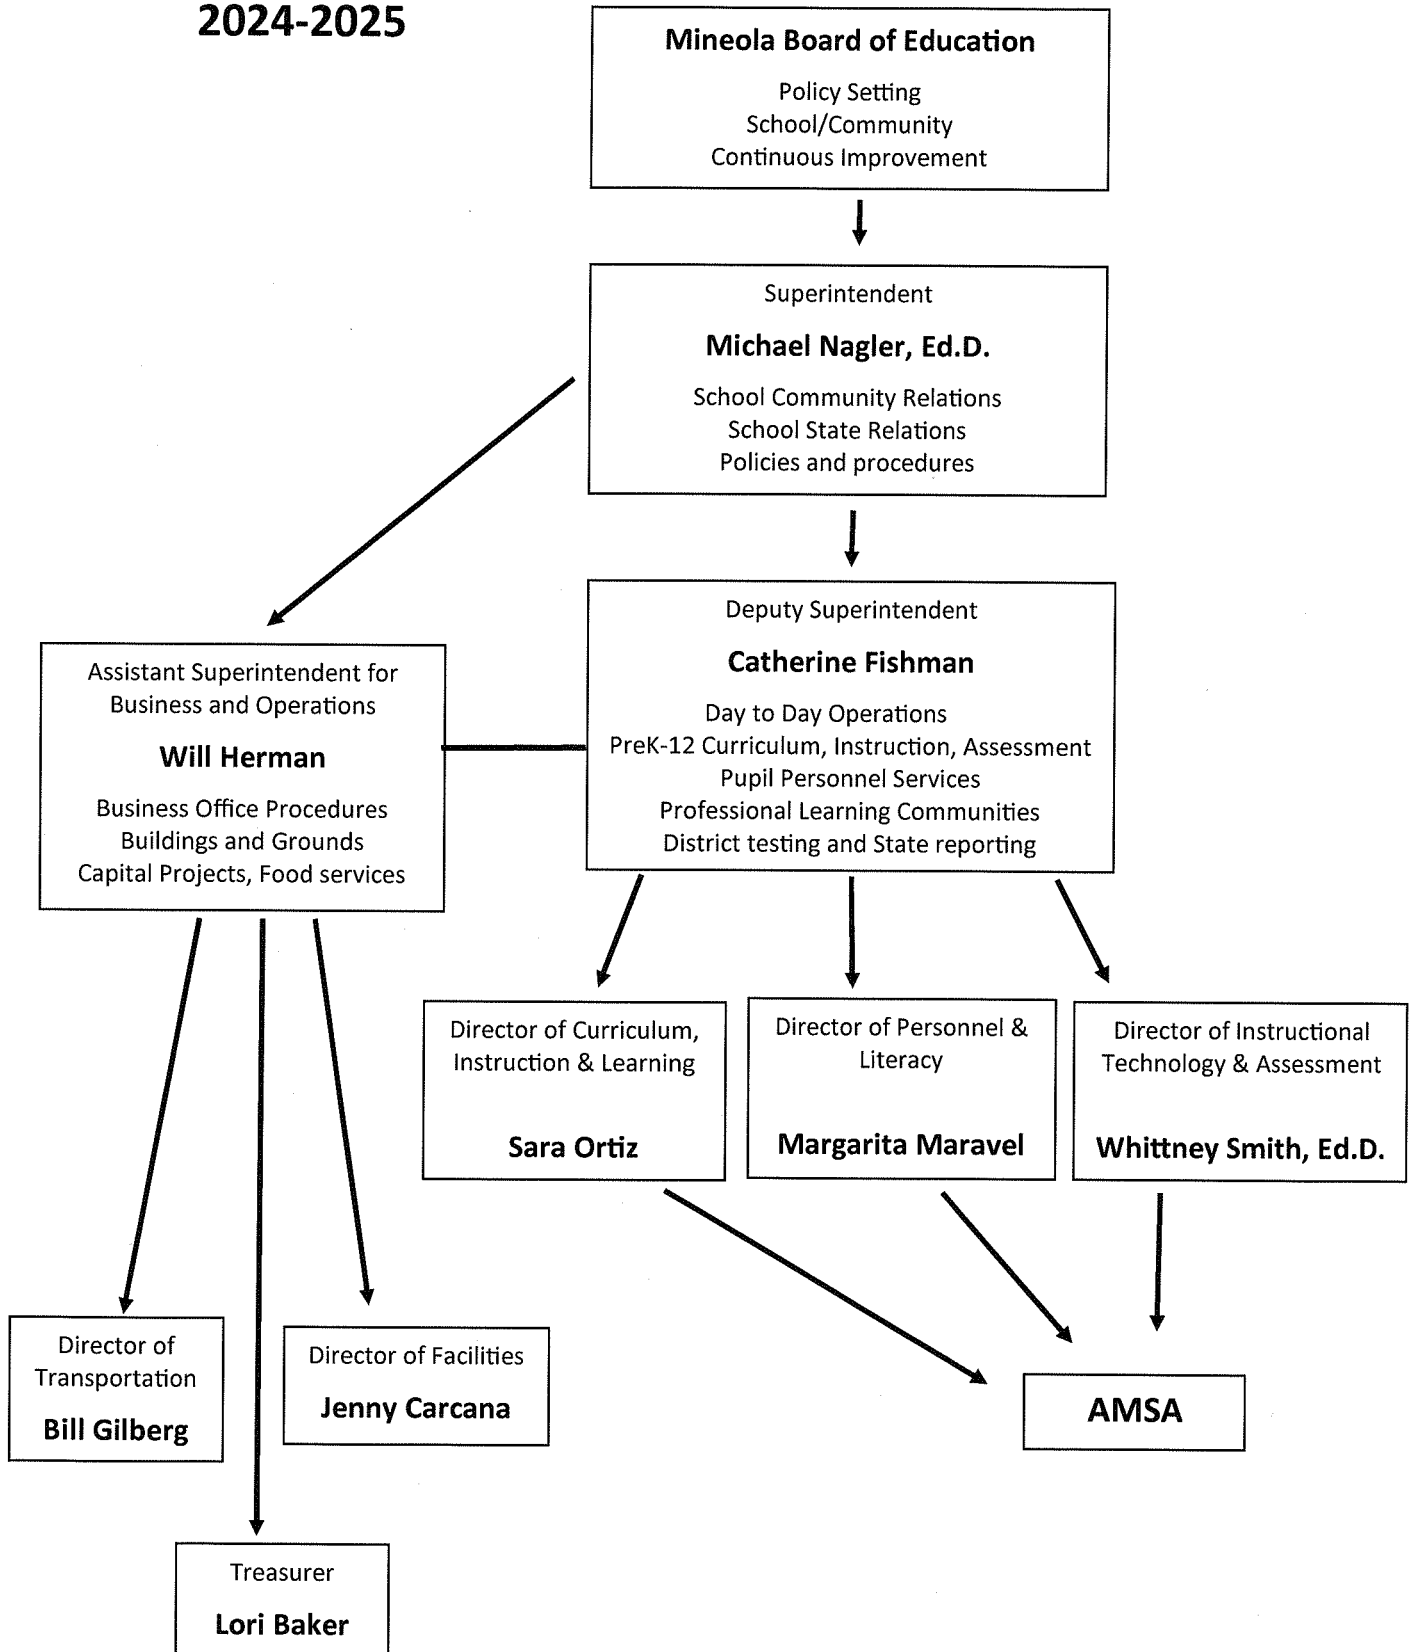 2024-2025
Mineola Board of Education
Policy Setting
School/Community
Continuous Improvement
Superintendent
Michael Nagler, Ed.D.
School Community Relations
School State Relations
Policies and procedures
Assistant Superintendent for
Business and Operations
Will Herman
Business Office Procedures
Buildings and Grounds
Capital Projects, Food services
Deputy Superintendent
Catherine Fishman
Day to Day Operations
PreK-12 Curriculum, Instruction, Assessment
Pupil Personnel Services
Professional Learning Communities
District testing and State reporting
Director of Curriculum,
Instruction & Learning
Sara Ortiz
Director of Personnel &
Literacy
Margarita Maravel
Director of Instructional
Technology & Assessment
Whittney Smith, Ed.D.
Director of
Transportation
Bill Gilberg
Director of Facilities
Jenny Carcana
AMSA
Treasurer
Lori Baker